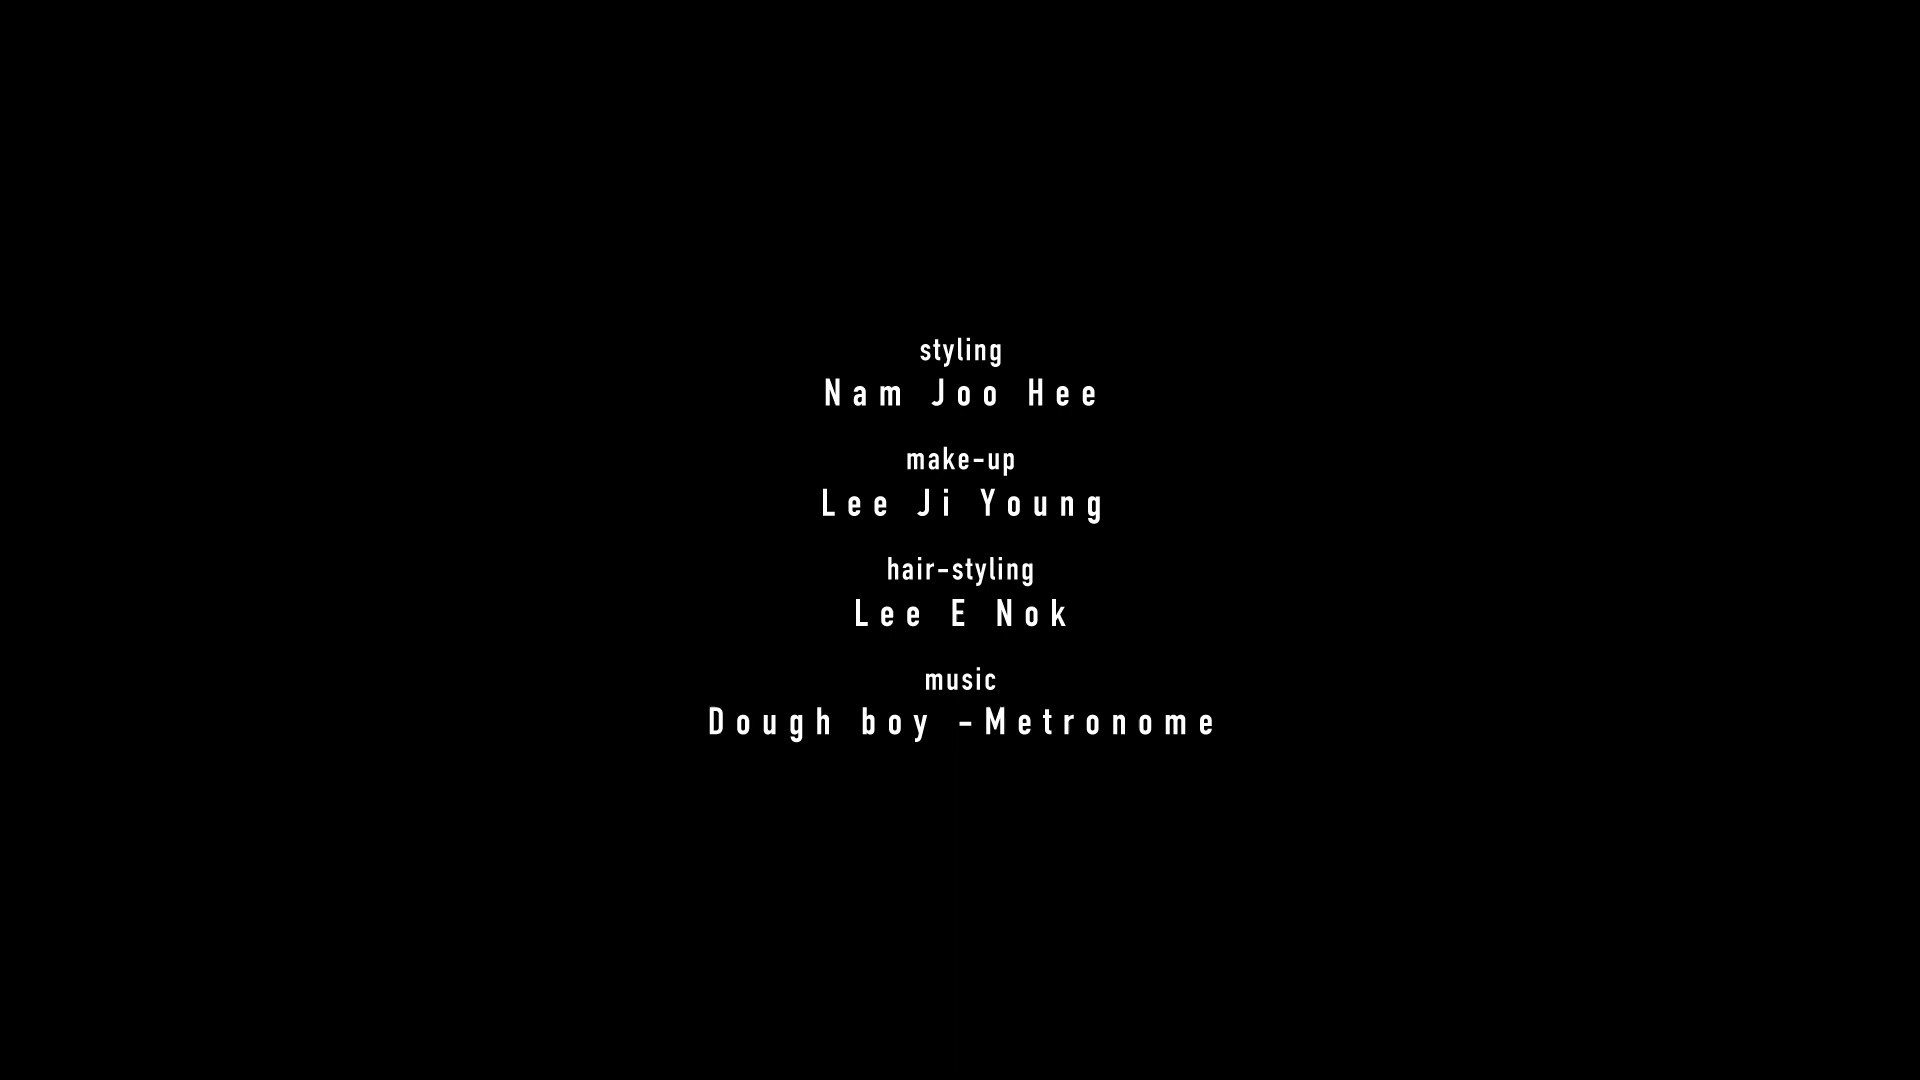 styling
Nam Joo Hee
make-up
Lee Ji Young
hair-styling
Lee E Nok
music
Dough boy -Metronome